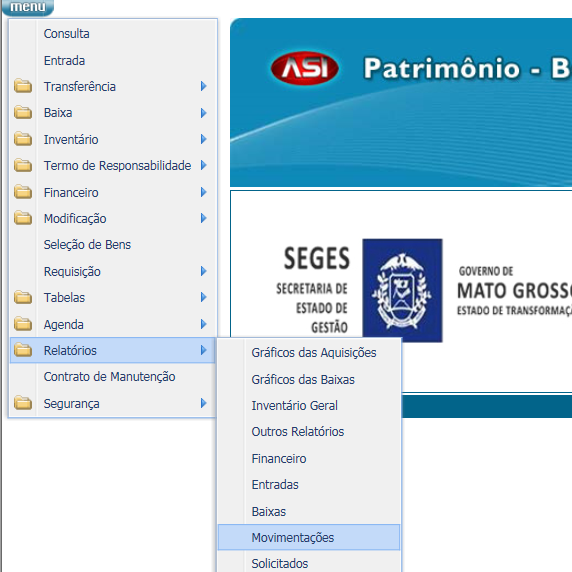 menu
Consulta
Entrada
Transferência
Baixa
Inventário
Termo de Responsabilidade
Financeiro
Modificação
Seleção de Bens
Requisição
Tabelas
Agenda
Relatórios
Contrato de Manutenção
Segurança
ASI Patrimônio - B
SEGES
SECRETARIA DE
ESTADO DE
GESTÃO
GOVERNO DE
MATO GROSSO
ESTADO DE TRANSFORMAÇ
Gráficos das Aquisições
Gráficos das Baixas
Inventário Geral
Outros Relatórios
Financeiro
Entradas
Baixas
Movimentações
Solicitados